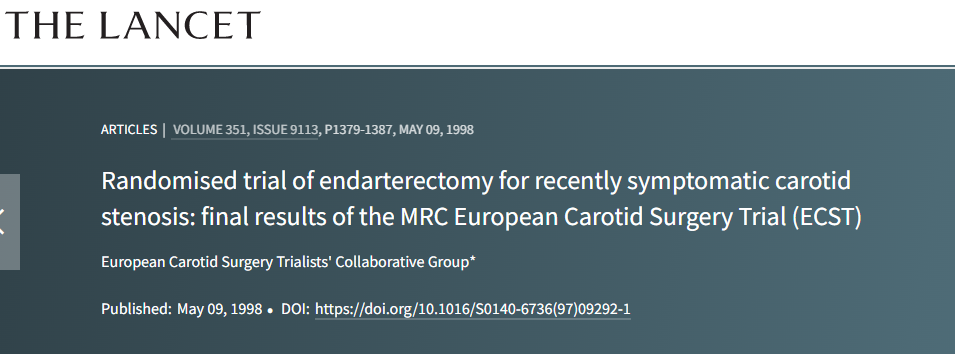 THE LANCET
ARTICLES | VOLUME 351, ISSUE 9113, P1379-1387, MAY 09, 1998
Randomised trial of endarterectomy for recently symptomatic carotid
stenosis: final results of the MRC European Carotid Surgery Trial (ECST)
European Carotid Surgery Trialists' Collaborative Group*
Published: May 09, 1998 • DOI: https://doi.org/10.1016/S0140-6736(97)09292-1